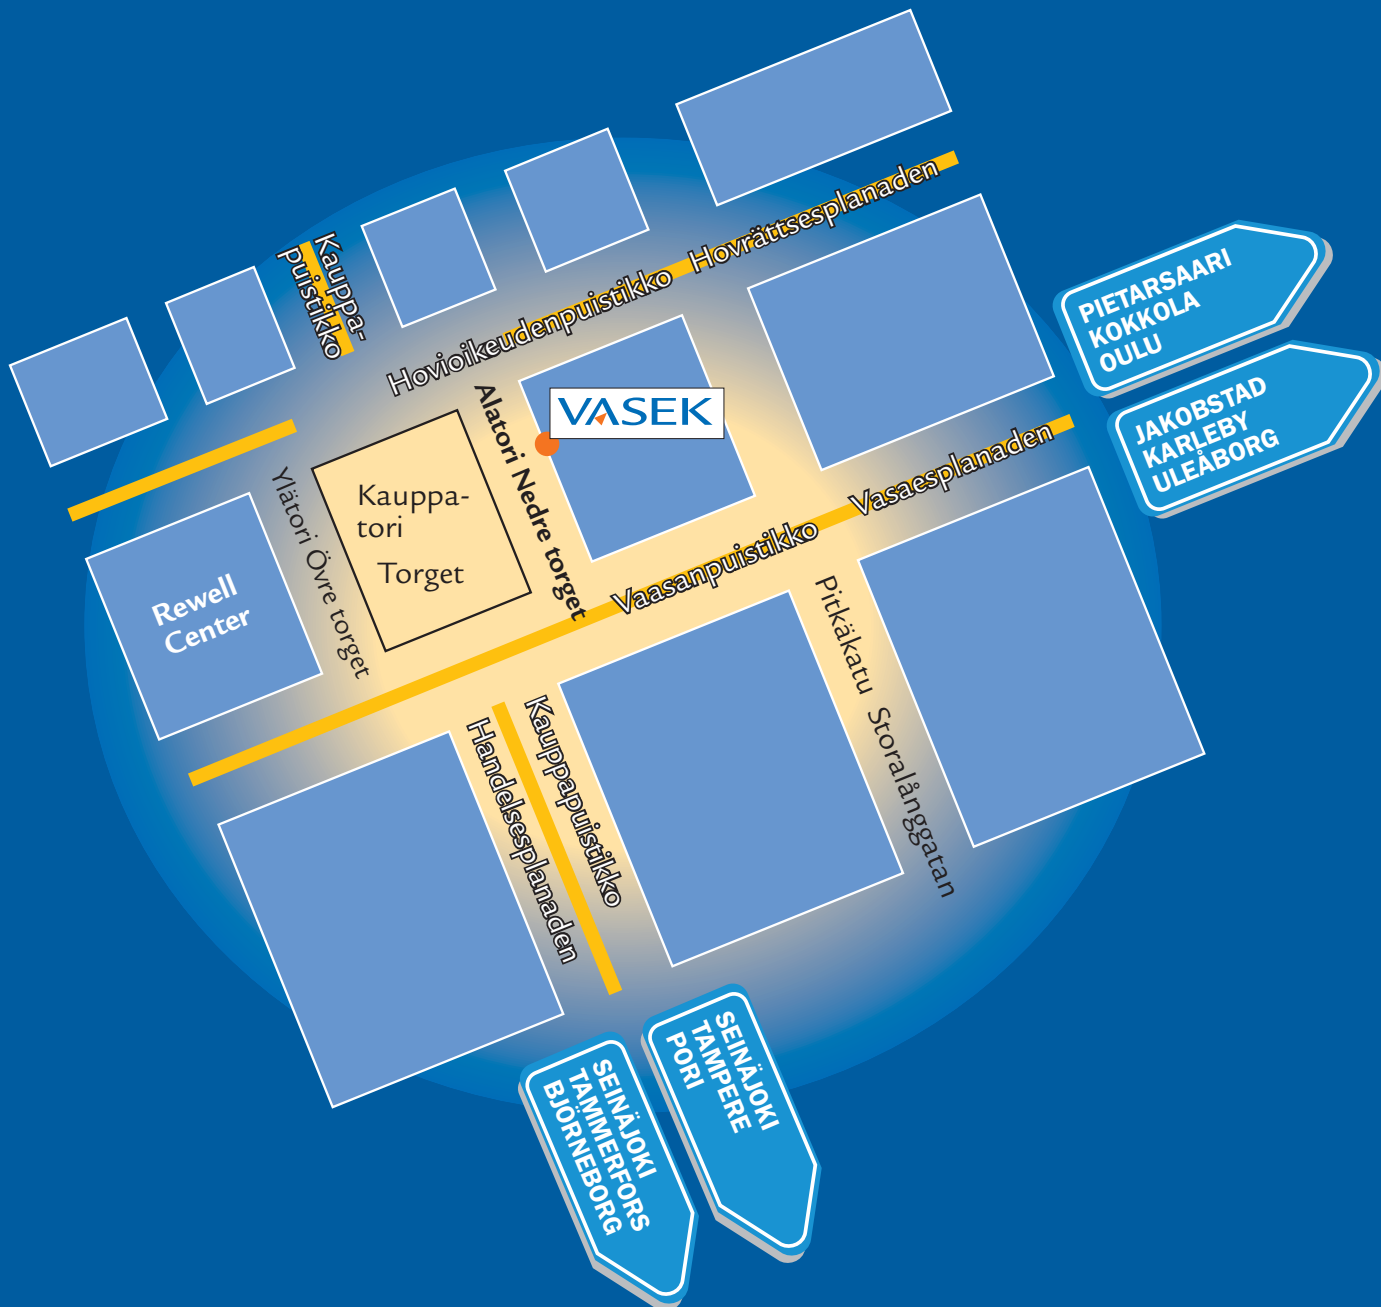 Hovioikeudenpuistikko Hovrättsesplanaden
Kauppa-
puistikko
PIETARSAARI
KOKKOLA
OULU
JAKOBSTAD
KARLEBY
ULEÅBORG
VASEK
Alatori Nedre torget
Kauppa-
tori
Torget
Ylätori Övre torget
Rewell
Center
Vaasanpuistikko Vasaesplanaden
Pitkäkatu Storalånggatan
Kauppapuistikko
Handelsesplanaden
SEINÄJOKI
TAMPERE
PORI
SEINÄJOKI
TAMMERFORS
BJÖRNEBORG